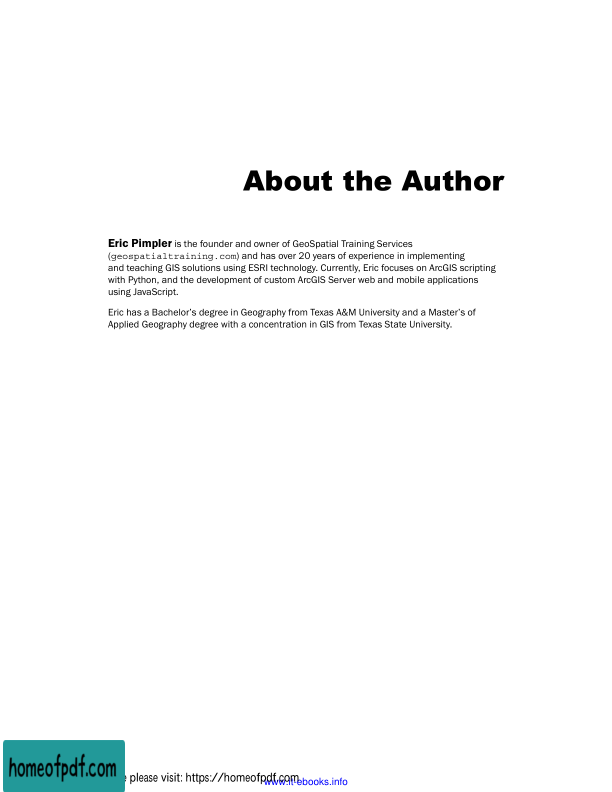 About the Author
Eric Pimpler is the founder and owner of GeoSpatial Training Services
(geospatialtraining.com) and has over 20 years of experience in implementing
and teaching GIS solutions using ESRI technology. Currently, Eric focuses on ArcGIS scripting
with Python, and the development of custom ArcGIS Server web and mobile applications
using JavaScript.
Eric has a Bachelor's degree in Geography from Texas A&M University and a Master's of
Applied Geography degree with a concentration in GIS from Texas State University.
homeofpdf.com
please visit: https://homeofpdf.com
www.it-ebooks.info